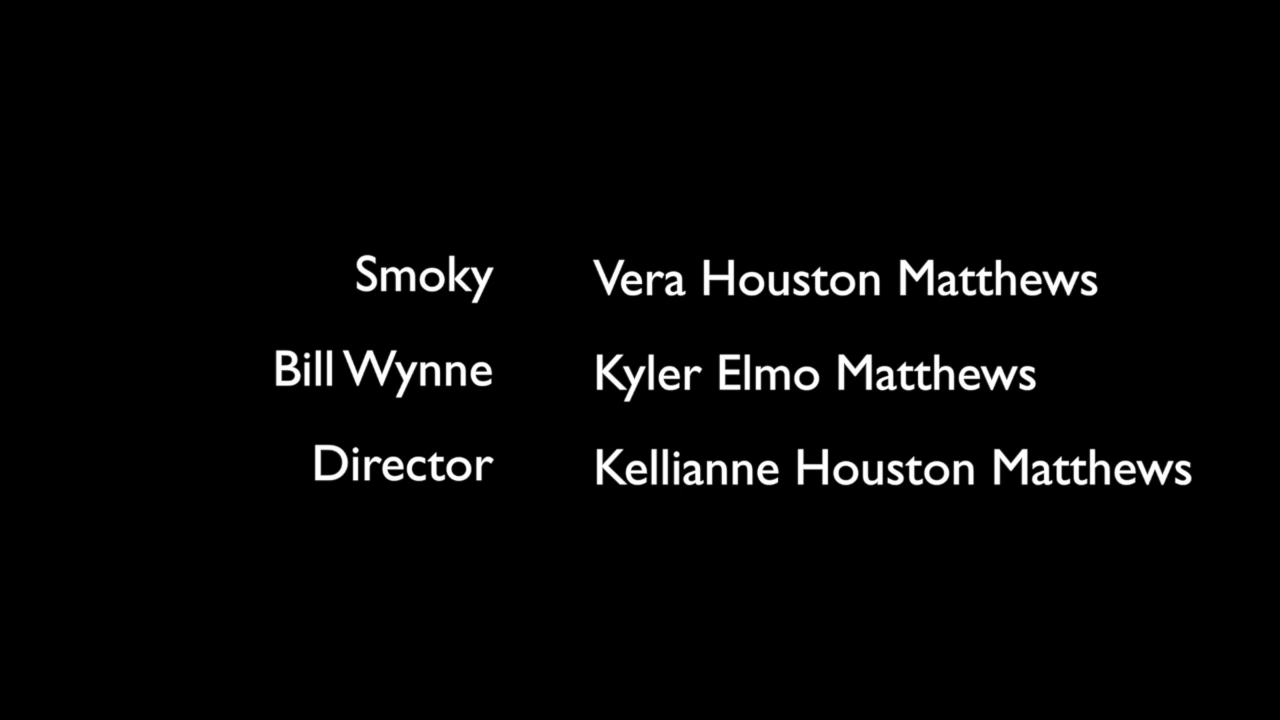 Smoky Vera Houston Matthews
Bill Wynne Kyler Elmo Matthews
Director Kellianne Houston Matthews